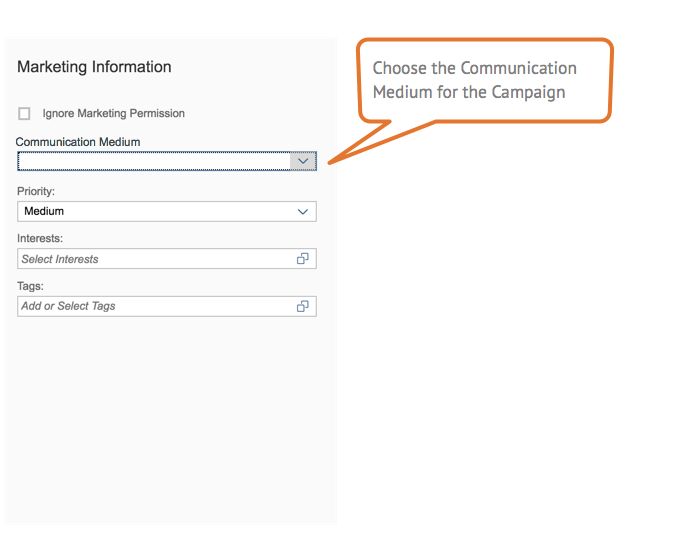 Marketing Information
Choose the Communication
Medium for the Campaign
Ignore Marketing Permission
Communication Medium
Priority:
Medium
Interests:
Select Interests
Tags:
Add or Select Tags